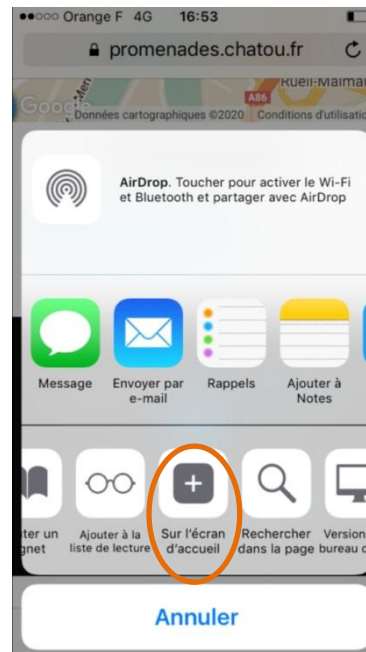 Orange F 4G 16:53
promenades.chatou.fr
Rueil-Malmai
A86
Google
Données cartographiques ©2020 Conditions d'utilisatio
AirDrop. Toucher pour activer le Wi-Fi
et Bluetooth et partager avec AirDrop
Message
Envoyer par
e-mail
Rappels
Ajouter à
Notes
ter un
gnet
Ajouter à la
liste de lecture
Sur l'écran
d'accueil
Rechercher
dans la page
Version
bureau
Annuler